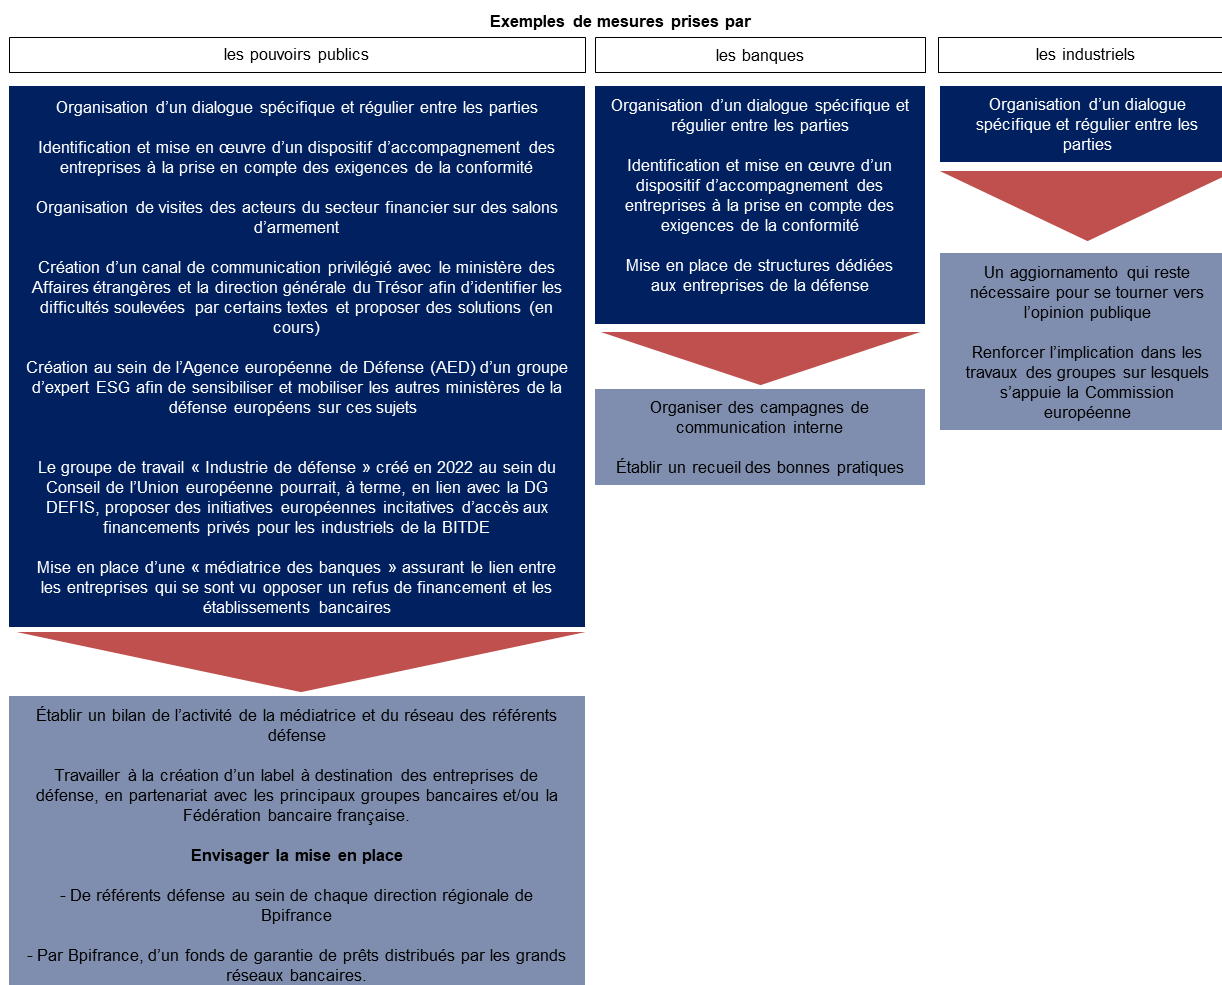 Exemples de mesures prises par
les pouvoirs publics
Organisation d’un dialogue spécifique et régulier entre les parties
Identification et mise en œuvre d’un dispositif d’accompagnement des
entreprises à la prise en compte des exigences de la conformité
Organisation de visites des acteurs du secteur financier sur des salons
d’armement
Création d’un canal de communication privilégié avec le ministère des
Affaires étrangères et la direction générale du Trésor afin d’identifier les
difficultés soulevées par certains textes et proposer des solutions (en
cours)
Création au sein de l’Agence européenne de Défense (AED) d’un groupe
d’expert ESG afin de sensibiliser et mobiliser les autres ministères de la
défense européens sur ces sujets
Le groupe de travail « Industrie de défense » créé en 2022 au sein du
Conseil de l’Union européenne pourrait, à terme, en lien avec la DG
DEFIS, proposer des initiatives européennes incitatives d’accès aux
financements privés pour les industriels de la BITDE
Mise en place d’une « médiatrice des banques » assurant le lien entre
les entreprises qui se sont vu opposer un refus de financement et les
établissements bancaires
Établir un bilan de l’activité de la médiatrice et du réseau des référents
défense
Travailler à la création d’un label à destination des entreprises de
défense, en partenariat avec les principaux groupes bancaires et/ou la
Fédération bancaire française.
Envisager la mise en place
- De référents défense au sein de chaque direction régionale de
Bpifrance
- Par Bpifrance, d’un fonds de garantie de prêts distribués par les grands
réseaux bancaires.
les banques
Organisation d’un dialogue spécifique et
régulier entre les parties
Identification et mise en œuvre d’un
dispositif d’accompagnement des
entreprises à la prise en compte des
exigences de la conformité
Mise en place de structures dédiées
aux entreprises de la défense
Organiser des campagnes de
communication interne
Établir un recueil des bonnes pratiques
les industriels
Organisation d’un dialogue
spécifique et régulier entre les
parties
Un aggiornamento qui reste
nécessaire pour se tourner vers
l’opinion publique
Renforcer l’implication dans les
travaux des groupes sur lesquels
s’appuie la Commission
européenne